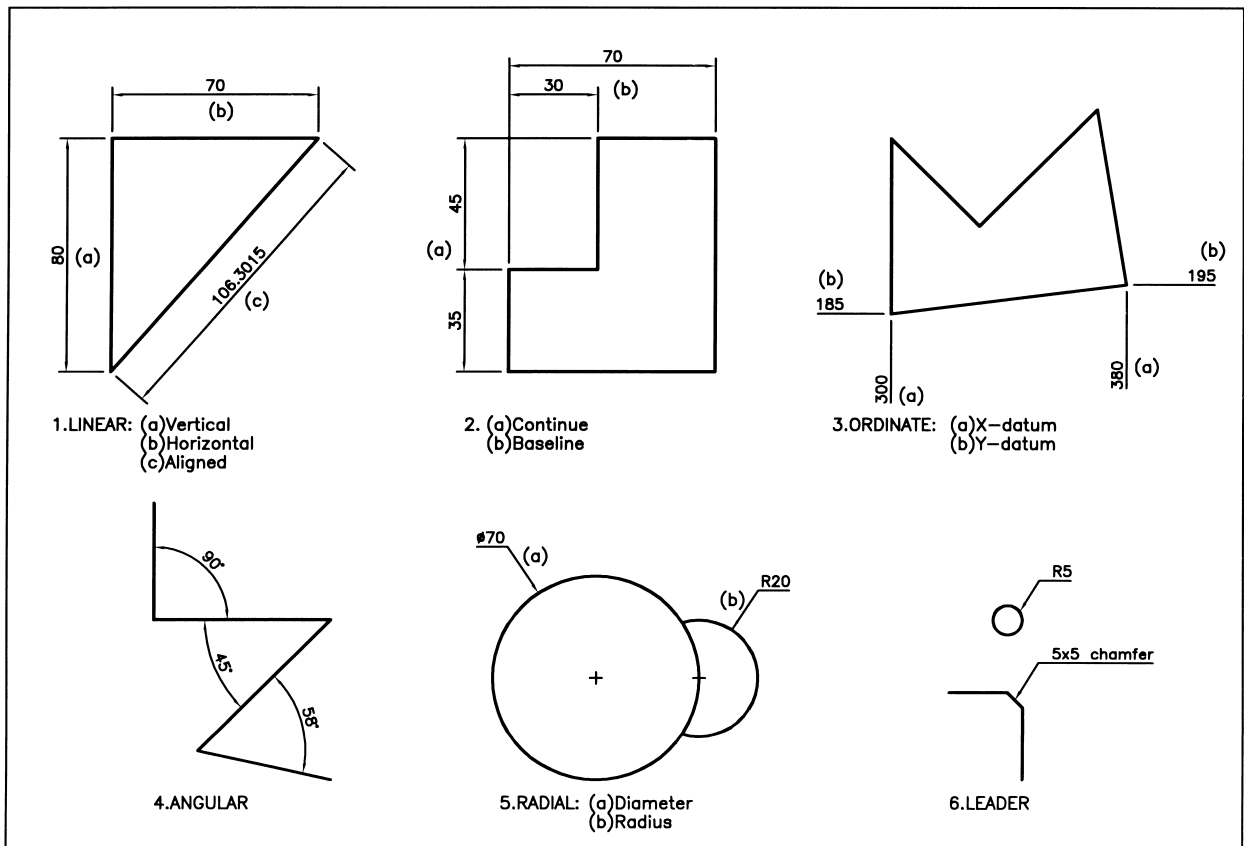 70
(b)
80
(a)
106.3015
(c)
1.LINEAR: (a)Vertical
(b)Horizontal
(c)Aligned
70
30
(b)
45
(a)
35
2. (a)Continue
(b)Baseline
(b)
185
(b)
195
300
(a)
380
(a)
3.ORDINATE: (a)X-datum
(b)Y-datum
90°
45°
58°
4.ANGULAR
ø70
(a)
R20
(b)
5.RADIAL: (a)Diameter
(b)Radius
R5
5x5 chamfer
6.LEADER